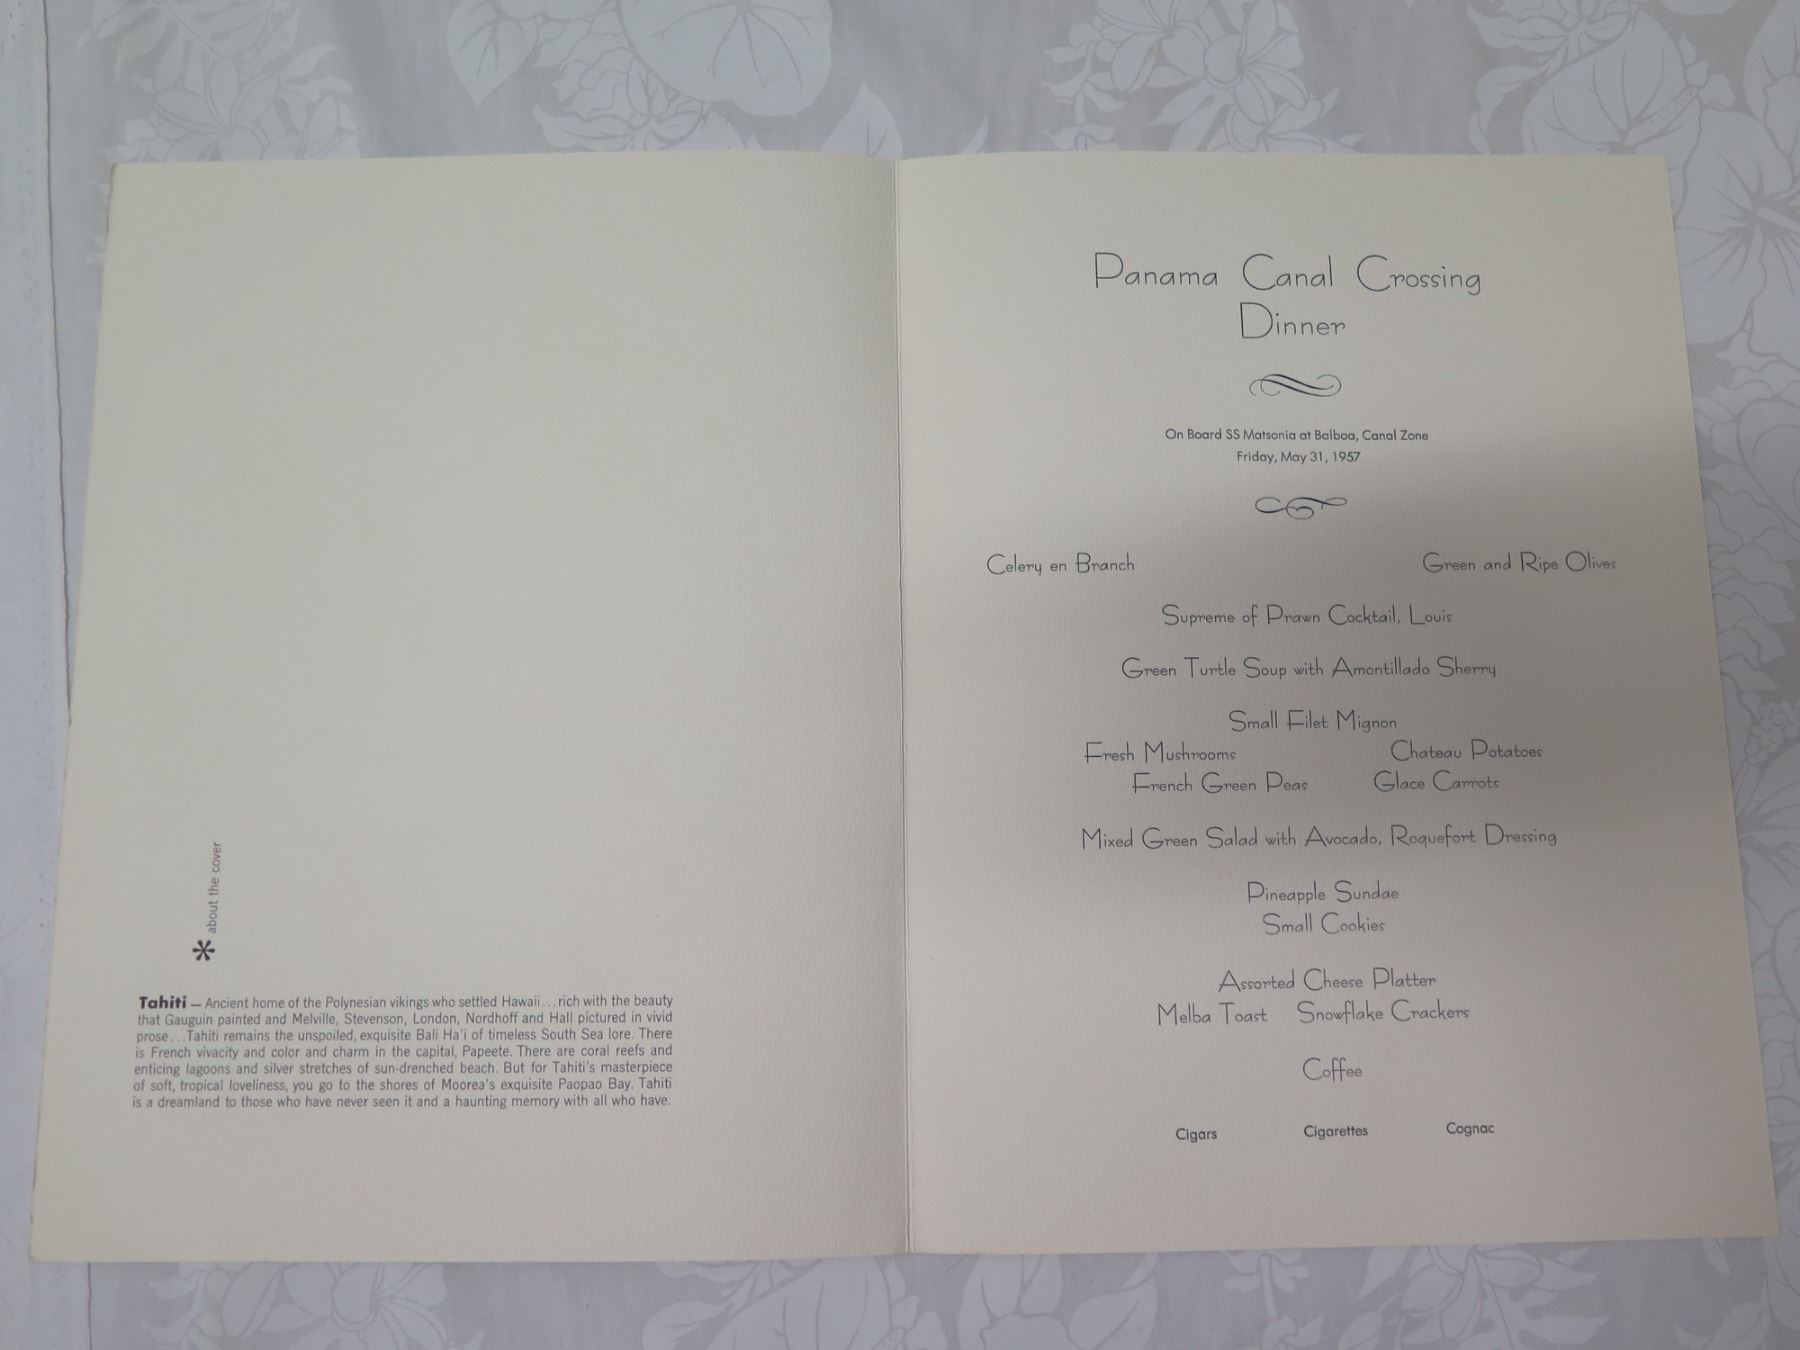 * about the cover
Tahiti — Ancient home of the Polynesian vikings who settled Hawaii...rich with the beauty
that Gauguin painted and Melville, Stevenson, London, Nordhoff and Hall pictured in vivid
prose...Tahiti remains the unspoiled, exquisite Bali Ha'i of timeless South Sea lore. There
is French vivacity and color and charm in the capital, Papeete. There are coral reefs and
enticing lagoons and silver stretches of sun-drenched beach. But for Tahiti's masterpiece
of soft, tropical loveliness, you go to the shores of Moorea's exquisite Paopao Bay. Tahiti
is a dreamland to those who have never seen it and a haunting memory with all who have.
Panama Canal Crossing
Dinner
On Board SS Matsonia at Balboa, Canal Zone
Friday, May 31, 1957
Celery en Branch Green and Ripe Olives
Supreme of Prawn Cocktail, Louis
Green Turtle Soup with Amontillado Sherry
Small Filet Mignon
Fresh Mushrooms Chateau Potatoes
French Green Peas Glace Carrots
Mixed Green Salad with Avocado, Roquefort Dressing
Pineapple Sundae
Small Cookies
Assorted Cheese Platter
Melba Toast Snowflake Crackers
Coffee
Cigars Cigarettes Cognac